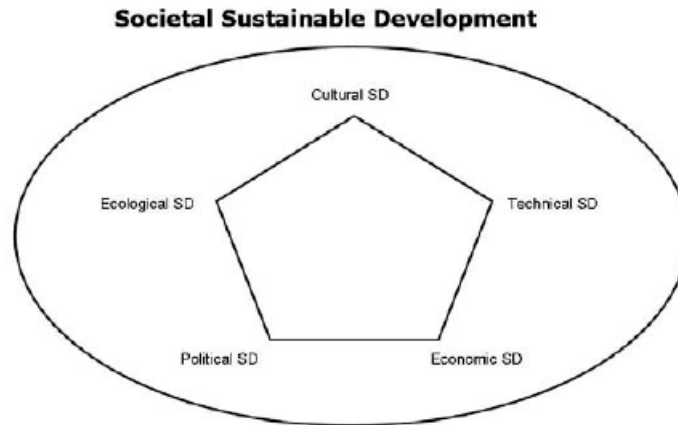 Societal Sustainable Development
Cultural SD
Ecological SD
Technical SD
Political SD
Economic SD